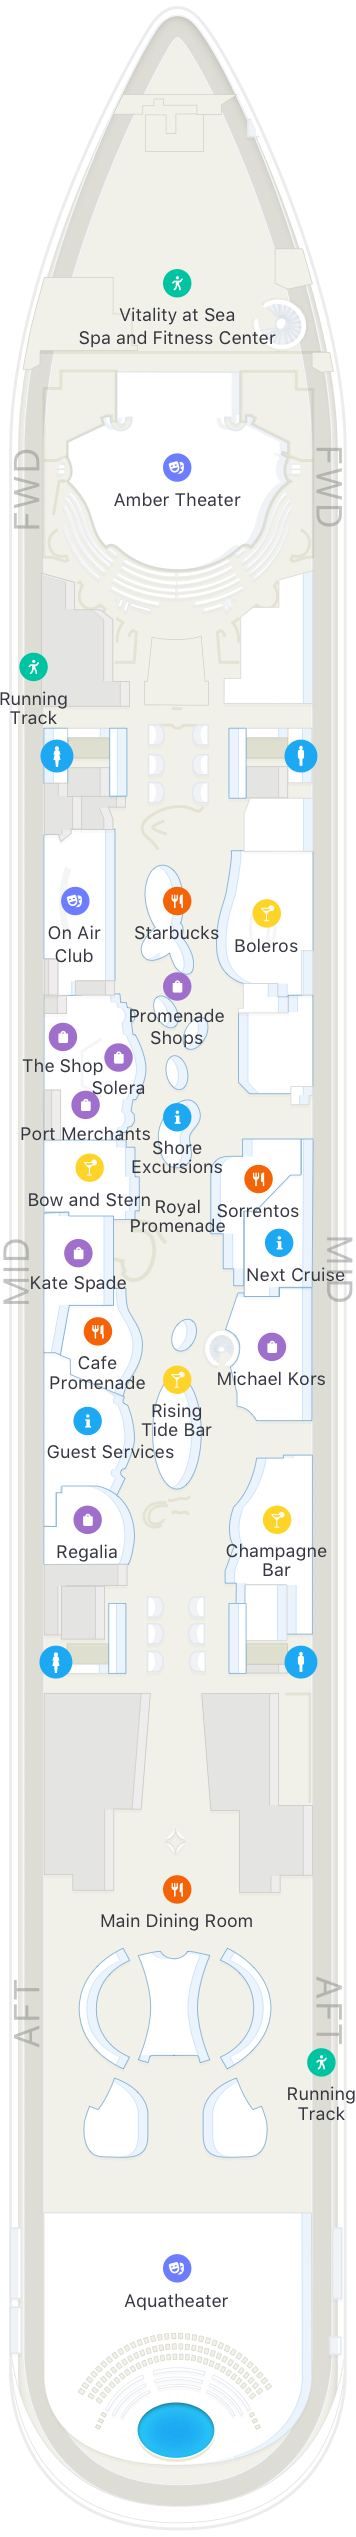 Vitality at Sea
Spa and Fitness Center
FWD
FWD
Amber Theater
Running
Track
On Air
Club
Starbucks
Boleros
Promenade
Shops
The Shop
Solera
Port Merchants
Shore
Excursions
Bow and Stern
Royal
Promenade
Sorrentos
MID
MID
Kate Spade
Next Cruise
Cafe
Promenade
Michael Kors
Rising
Tide Bar
Guest Services
Regalia
Champagne
Bar
Main Dining Room
AFT
AFT
Running
Track
Aquatheater